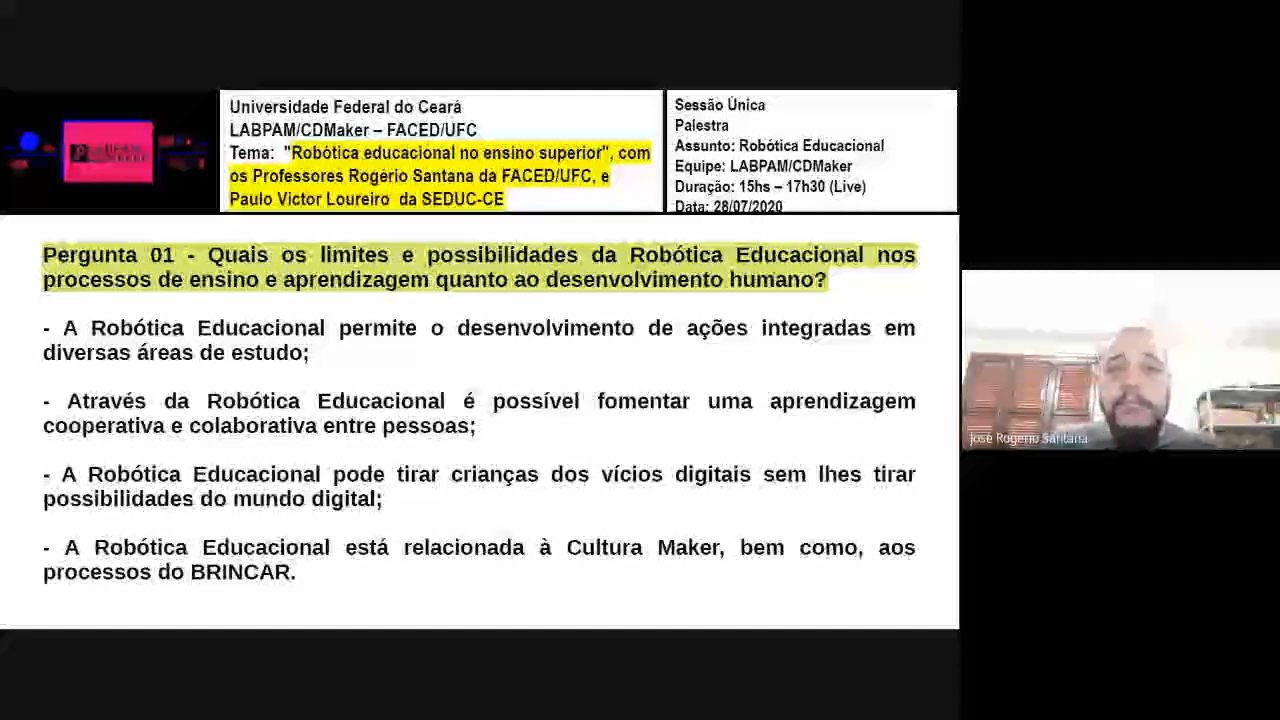 Universidade Federal do Ceará
LABPAM/CDMaker – FACED/UFC
Tema: "Robótica educacional no ensino superior", com
os Professores Rogério Santana da FACED/UFC, e
Paulo Victor Loureiro da SEDUC-CE
Sessão Única
Palestra
Assunto: Robótica Educacional
Equipe: LABPAM/CDMaker
Duração: 15hs – 17h30 (Live)
Data: 28/07/2020
Pergunta 01 - Quais os limites e possibilidades da Robótica Educacional nos
processos de ensino e aprendizagem quanto ao desenvolvimento humano?
- A Robótica Educacional permite o desenvolvimento de ações integradas em
diversas áreas de estudo;
- Através da Robótica Educacional é possível fomentar uma aprendizagem
cooperativa e colaborativa entre pessoas;
- A Robótica Educacional pode tirar crianças dos vícios digitais sem lhes tirar
possibilidades do mundo digital;
- A Robótica Educacional está relacionada à Cultura Maker, bem como, aos
processos do BRINCAR.
José Rogério Santana